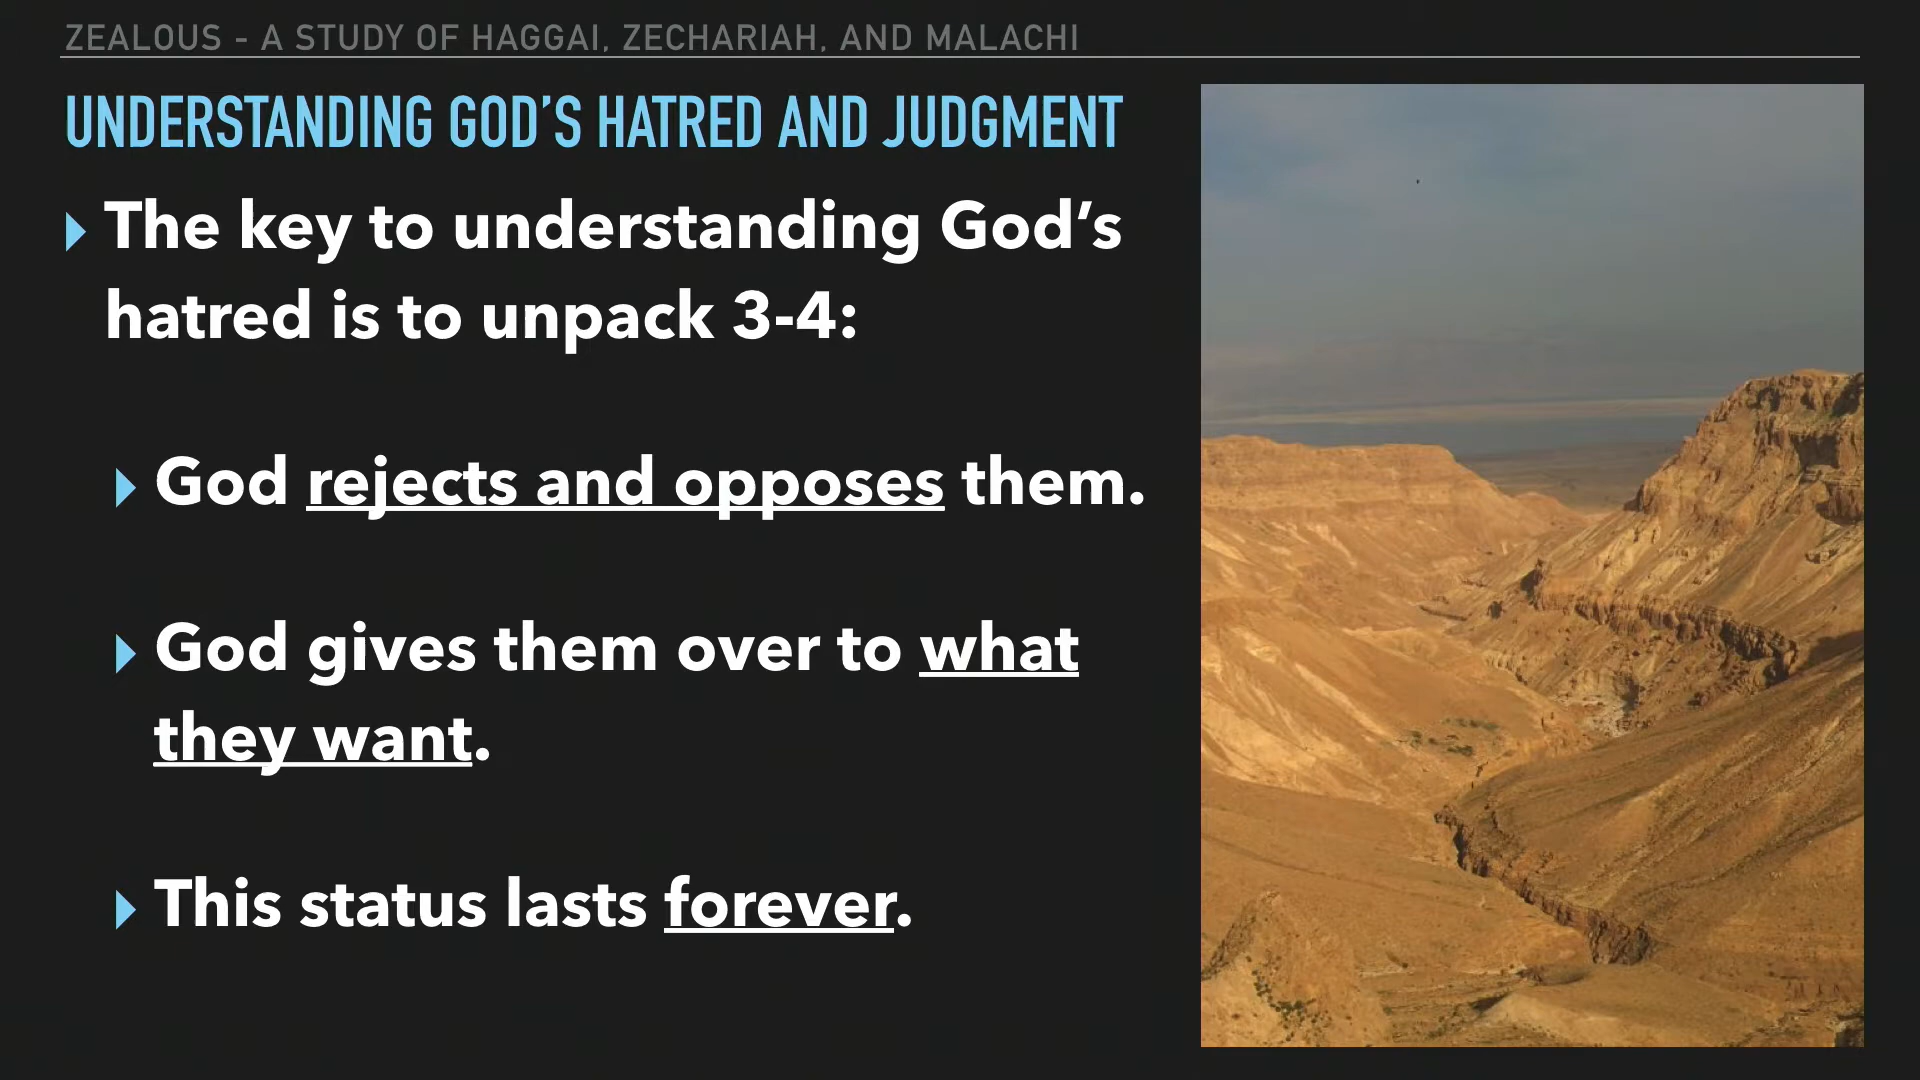 ZEALOUS - A STUDY OF HAGGAI, ZECHARIAH, AND MALACHI
UNDERSTANDING GOD’S HATRED AND JUDGMENT
The key to understanding God’s
hatred is to unpack 3-4:
God rejects and opposes them.
God gives them over to what
they want.
This status lasts forever.